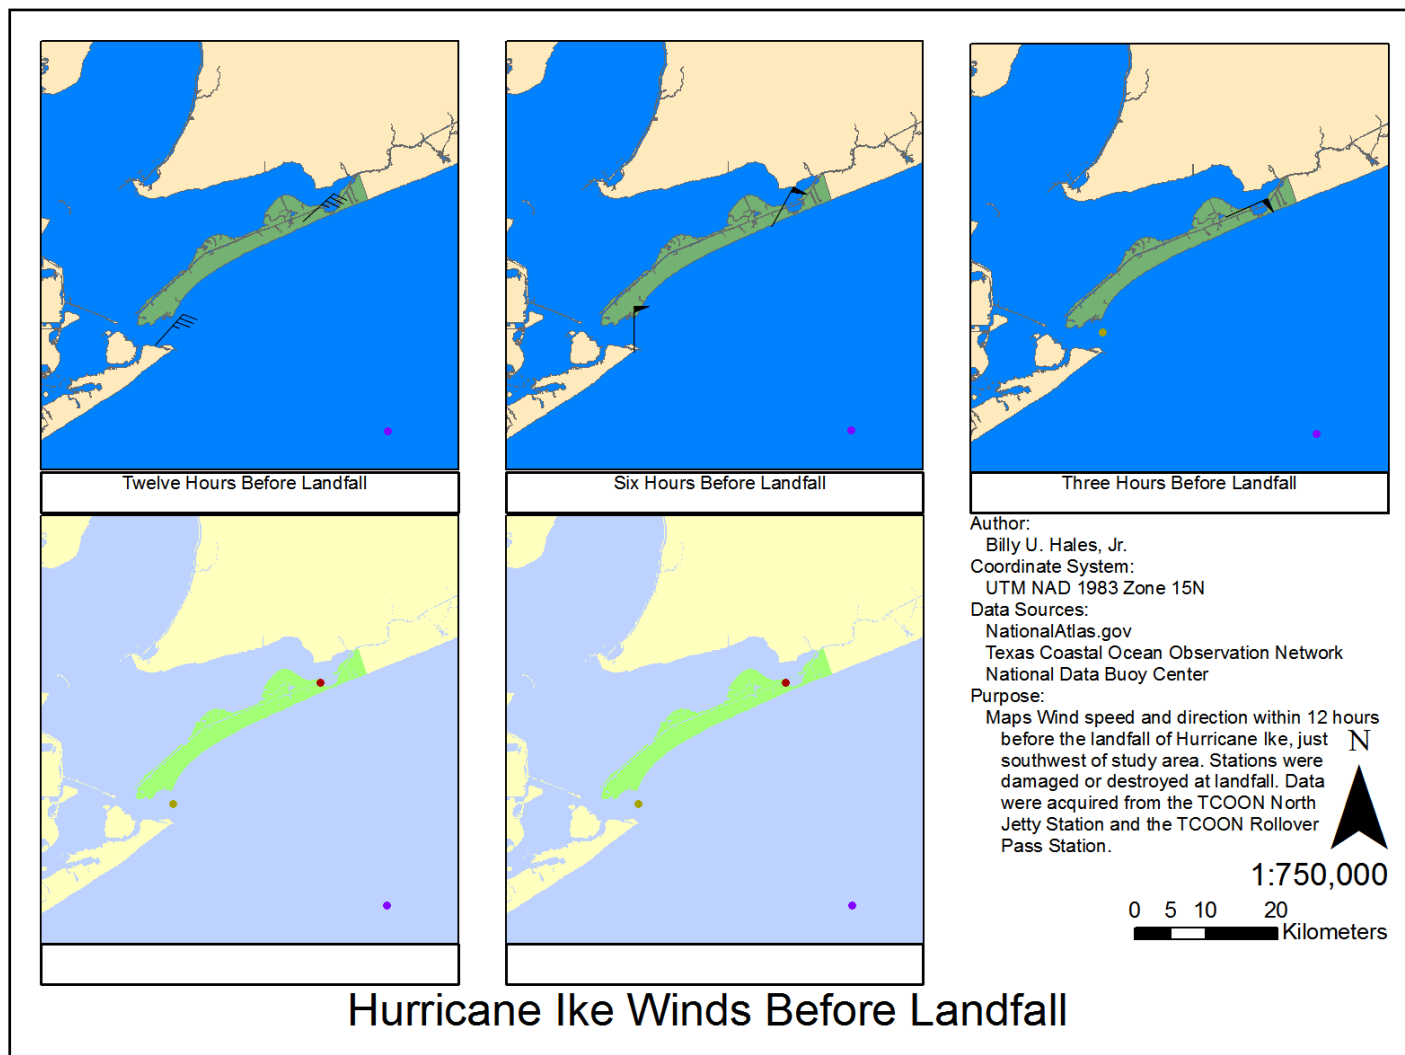 Twelve Hours Before Landfall
Six Hours Before Landfall
Three Hours Before Landfall
Author:
Billy U. Hales, Jr.
Coordinate System:
UTM NAD 1983 Zone 15N
Data Sources:
NationalAtlas.gov
Texas Coastal Ocean Observation Network
National Data Buoy Center
Purpose:
Maps Wind speed and direction within 12 hours
before the landfall of Hurricane Ike, just
southwest of study area. Stations were
damaged or destroyed at landfall. Data
were acquired from the TCOON North
Jetty Station and the TCOON Rollover
Pass Station.
N
1:750,000
0 5 10 20
Kilometers
Hurricane Ike Winds Before Landfall